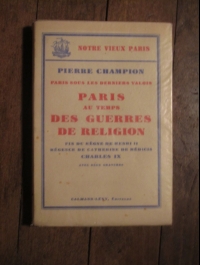 NOTRE VIEUX PARIS
PIERRE CHAMPION
PARIS SOUS LES DERNIERS VALOIS
PARIS
AU TEMPS
DES GUERRES
DE RELIGION
FIN DU RÈGNE DE HENRI II
RÉGENCE DE CATHERINE DE MÉDICIS
CHARLES IX
CALMANN-LÉVY, ÉDITEURS